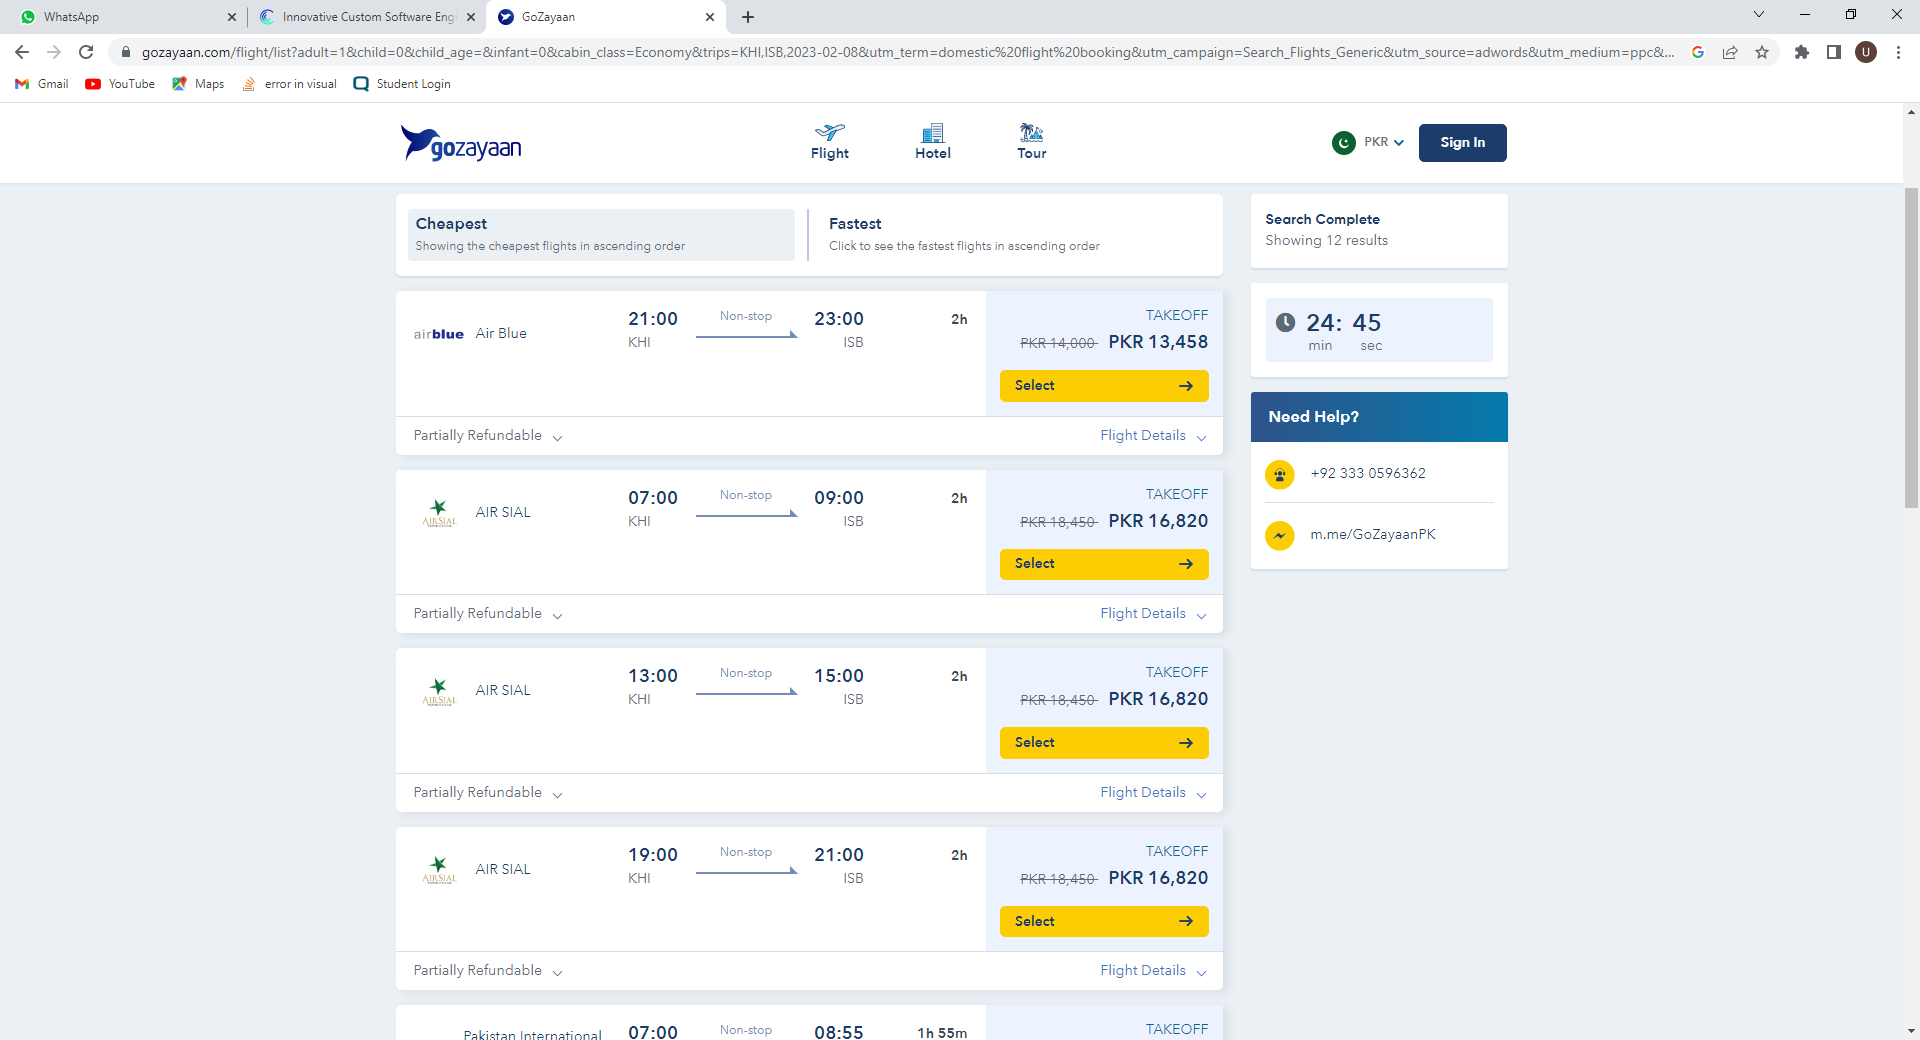 WhatsApp
Innovative Custom Software Eng
GoZayaan
gozayaan.com/flight/list?adult=1&child=0&child_age=&infant=0&cabin_class=Economy&trips=KHI,ISB,2023-02-08&utm_term=domestic%20flight%20booking&utm_campaign=Search_Flights_Generic&utm_source=adwords&utm_medium=ppc&...
U
Gmail
YouTube
Maps
error in visual
Student Login
gozayaan
Flight
Hotel
Tour
PKR
Sign In
Cheapest
Showing the cheapest flights in ascending order
Fastest
Click to see the fastest flights in ascending order
Search Complete
Showing 12 results
24: 45
min sec
Need Help?
+92 333 0596362
m.me/GoZayaanPK
airblue Air Blue
21:00 Non-stop 23:00 2h
KHI ISB
TAKEOFF
PKR 14,000 PKR 13,458
Select
Partially Refundable
Flight Details
AIRSIAL AIR SIAL
07:00 Non-stop 09:00 2h
KHI ISB
TAKEOFF
PKR 18,450 PKR 16,820
Select
Partially Refundable
Flight Details
AIRSIAL AIR SIAL
13:00 Non-stop 15:00 2h
KHI ISB
TAKEOFF
PKR 18,450 PKR 16,820
Select
Partially Refundable
Flight Details
AIRSIAL AIR SIAL
19:00 Non-stop 21:00 2h
KHI ISB
TAKEOFF
PKR 18,450 PKR 16,820
Select
Partially Refundable
Flight Details
Pakistan International
07:00 Non-stop 08:55 1h 55m
TAKEOFF